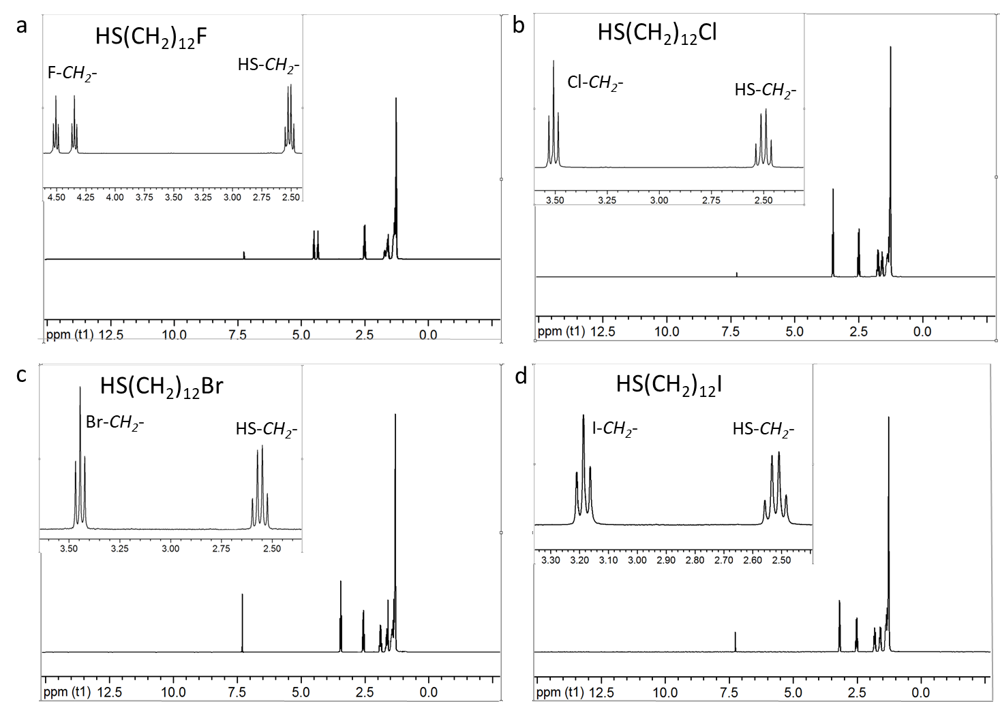 a
HS(CH2)12F
F-CH2-
HS-CH2-
4.50 4.25 4.00 3.75 3.50 3.25 3.00 2.75 2.50
ppm (t1) 12.5 10.0 7.5 5.0 2.5 0.0
b
HS(CH2)12Cl
Cl-CH2-
HS-CH2-
3.50 3.25 3.00 2.75 2.50
ppm (t1) 12.5 10.0 7.5 5.0 2.5 0.0
c
HS(CH2)12Br
Br-CH2-
HS-CH2-
3.50 3.25 3.00 2.75 2.50
ppm (t1) 12.5 10.0 7.5 5.0 2.5 0.0
d
HS(CH2)12I
I-CH2-
HS-CH2-
3.30 3.20 3.10 3.00 2.90 2.80 2.70 2.60 2.50
ppm (t1) 12.5 10.0 7.5 5.0 2.5 0.0